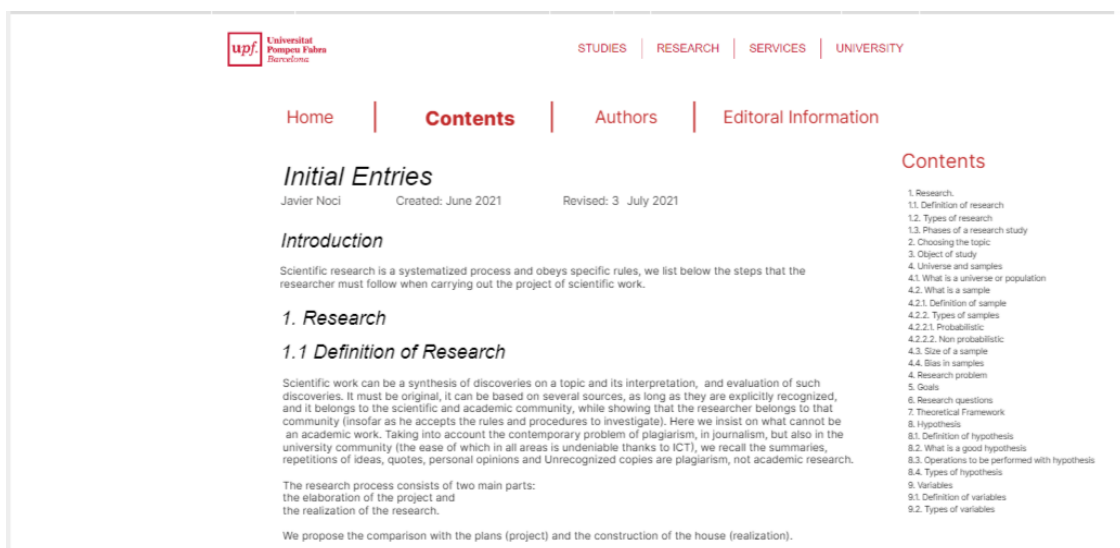 upf.
Universitat
Pompeu Fabra
Barcelona
STUDIES
RESEARCH
SERVICES
UNIVERSITY
Home
Contents
Authors
Editoral Information
Initial Entries
Javier Noci
Created: June 2021
Revised: 3 July 2021
Introduction
Scientific research is a systematized process and obeys specific rules, we list below the steps that the
researcher must follow when carrying out the project of scientific work.
1. Research
1.1 Definition of Research
Scientific work can be a synthesis of discoveries on a topic and its interpretation, and evaluation of such
discoveries. It must be original, it can be based on several sources, as long as they are explicitly recognized,
and it belongs to the scientific and academic community, while showing that the researcher belongs to that
community (insofar as he accepts the rules and procedures to investigate). Here we insist on what cannot be
an academic work. Taking into account the contemporary problem of plagiarism, in journalism, but also in the
university community (the ease of which in all areas is undeniable thanks to ICT), we recall the summaries,
repetitions of ideas, quotes, personal opinions and Unrecognized copies are plagiarism, not academic research.
The research process consists of two main parts:
the elaboration of the project and
the realization of the research.
We propose the comparison with the plans (project) and the construction of the house (realization).
Contents
1. Research.
1.1. Definition of research
1.2. Types of research
1.3. Phases of a research study
2. Choosing the topic
3. Object of study
4. Universe and samples
4.1. What is a universe or population
4.2. What is a sample
4.2.1. Definition of sample
4.2.2. Types of samples
4.2.2.1. Probabilistic
4.2.2.2. Non probabilistic
4.3. Size of a sample
4.4. Bias in samples
4. Research problem
5. Goals
6. Research questions
7. Theoretical Framework
8. Hypothesis
8.1. Definition of hypothesis
8.2. What is a good hypothesis
8.3. Operations to be performed with hypothesis
8.4. Types of hypothesis
9. Variables
9.1. Definition of variables
9.2. Types of variables